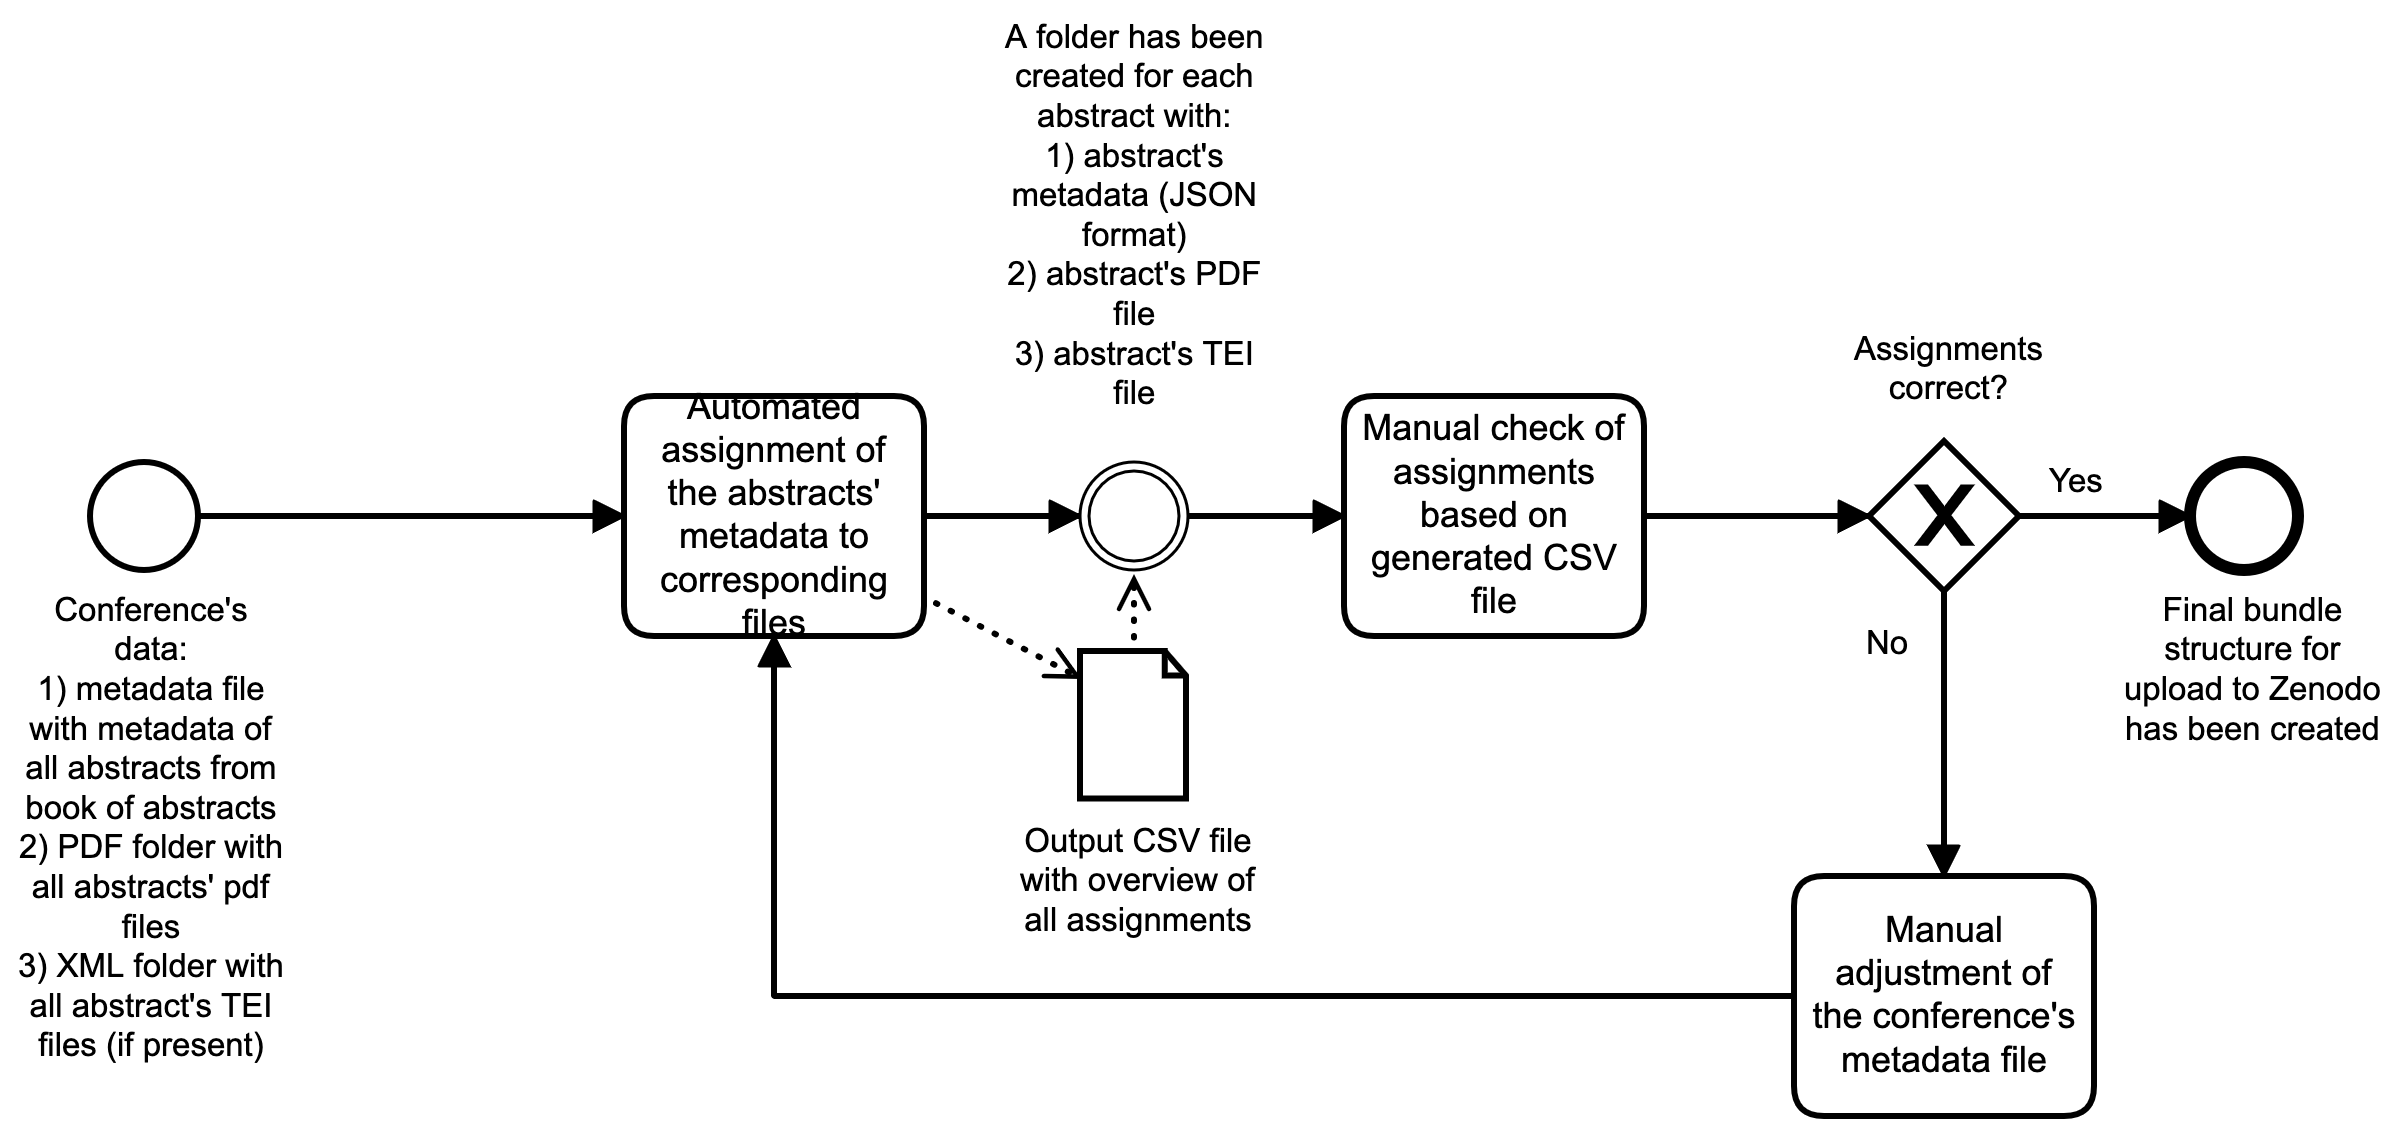 Conference's
data:
1) metadata file
with metadata of
all abstracts from
book of abstracts
2) PDF folder with
all abstracts' pdf
files
3) XML folder with
all abstract's TEI
files (if present)
Automated
assignment of
the abstracts'
metadata to
corresponding
files
A folder has been
created for each
abstract with:
1) abstract's
metadata (JSON
format)
2) abstract's PDF
file
3) abstract's TEI
file
Output CSV file
with overview of
all assignments
Manual check of
assignments
based on
generated CSV
file
Assignments
correct?
X
Yes
No
Final bundle
structure for
upload to Zenodo
has been created
Manual
adjustment of
the conference's
metadata file